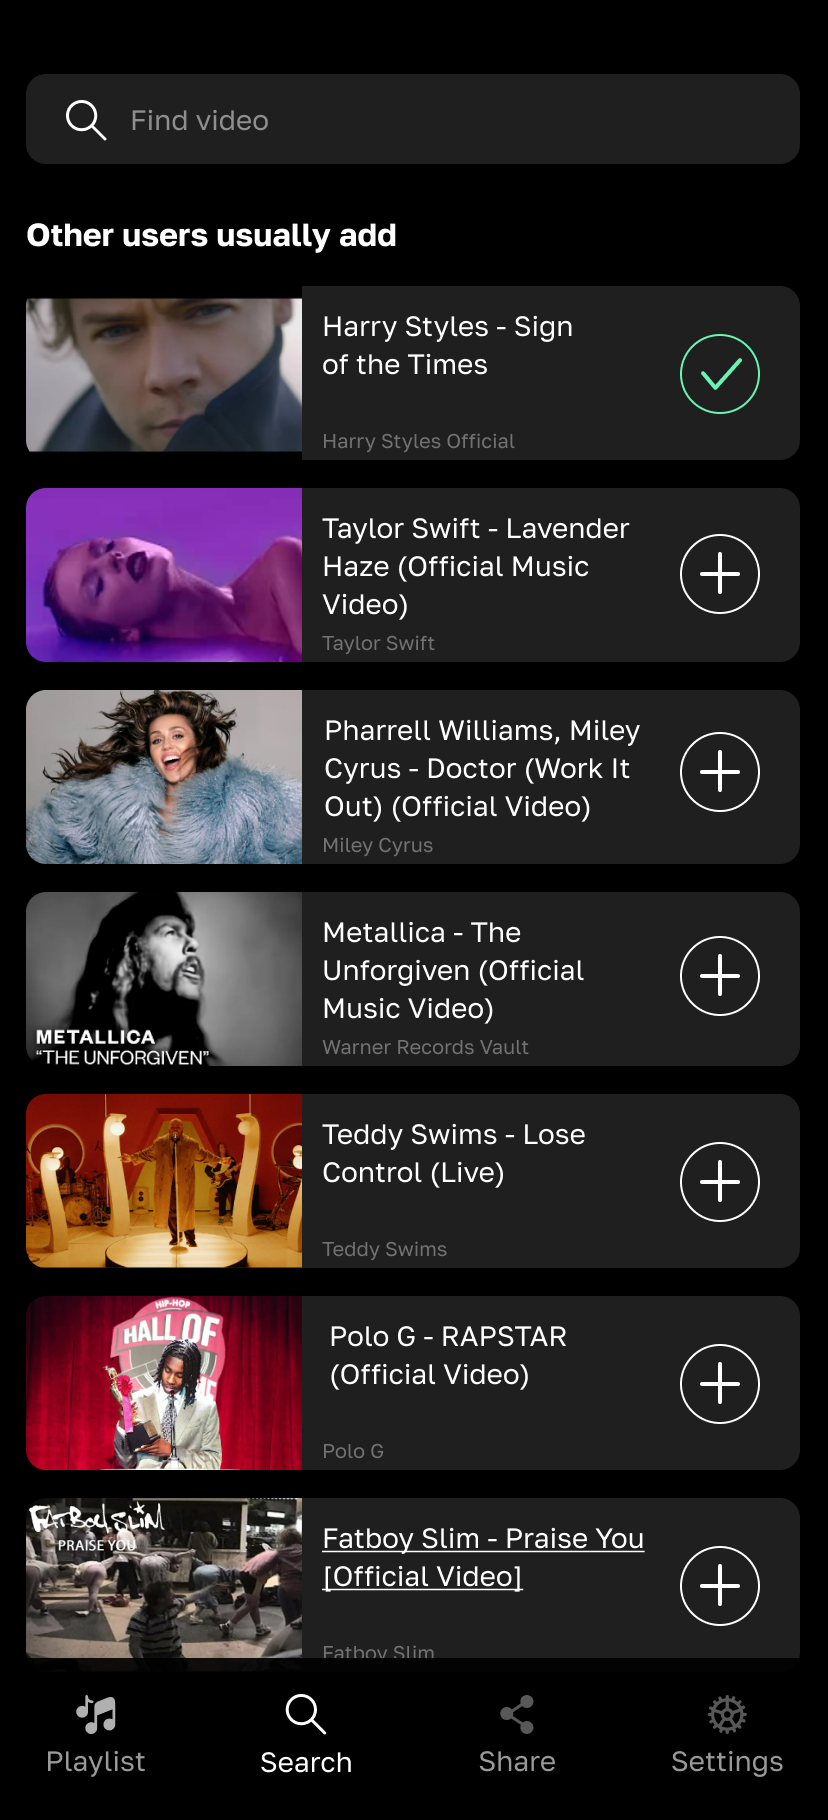 Find video
Other users usually add
Harry Styles - Sign
of the Times
Harry Styles Official
Taylor Swift - Lavender
Haze (Official Music
Video)
Taylor Swift
Pharrell Williams, Miley
Cyrus - Doctor (Work It
Out) (Official Video)
Miley Cyrus
METALLICA
“THE UNFORGIVEN”
Metallica - The
Unforgiven (Official
Music Video)
Warner Records Vault
Teddy Swims - Lose
Control (Live)
Teddy Swims
HIP-HOP
HALL OF
Polo G - RAPSTAR
(Official Video)
Polo G
FATBOY SLIM
PRAISE YOU
Fatboy Slim - Praise You
[Official Video]
Fatboy Slim
Playlist
Search
Share
Settings